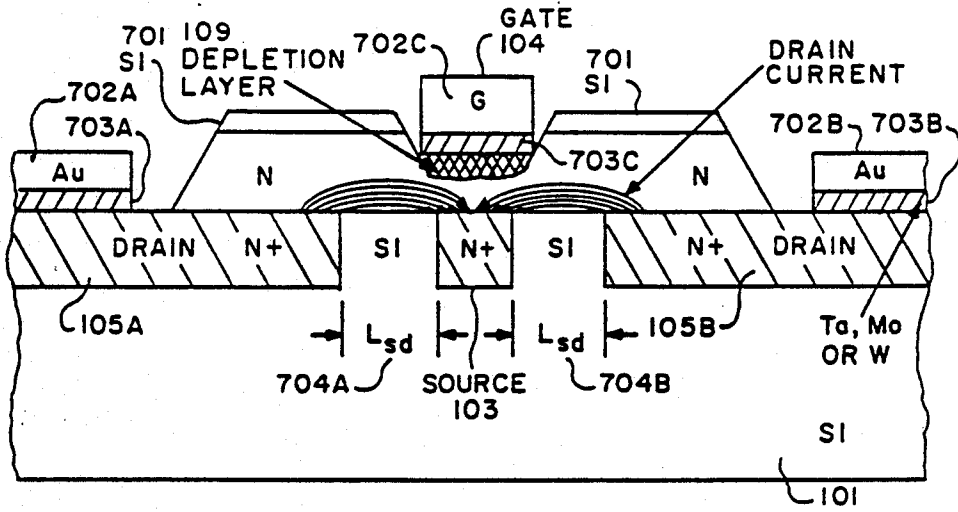 701
SI
109
DEPLETION
LAYER
702C
GATE
104
701
SI
DRAIN
CURRENT
702A
703A
702B
703B
G
703C
Au
N
N
Au
DRAIN N+
SI
N+
SI
N+ DRAIN
105A
Lsd
Lsd
105B
Ta, Mo
OR W
704A
SOURCE
103
704B
SI
101